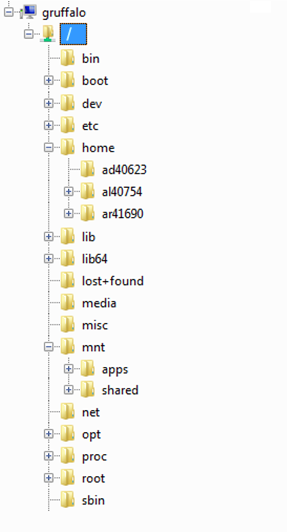 gruffalo
/
bin
boot
dev
etc
home
ad40623
al40754
ar41690
lib
lib64
lost+found
media
misc
mnt
apps
shared
net
opt
proc
root
sbin